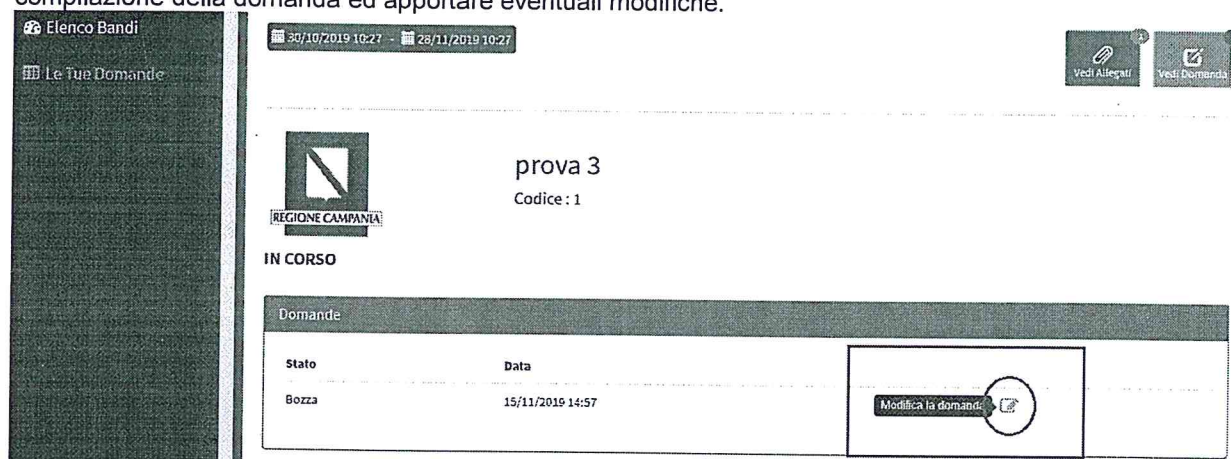 compilazione della domanda ed apportare eventuali modifiche.
Elenco Bandi
Le Tue Domande
30/10/2019 10:27 - 28/11/2019 10:27
1
Vedi Allegati
Vedi Domanda
REGIONE CAMPANIA
prova 3
Codice : 1
IN CORSO
Domande
Stato Data
Bozza 15/11/2019 14:57
Modifica la domanda